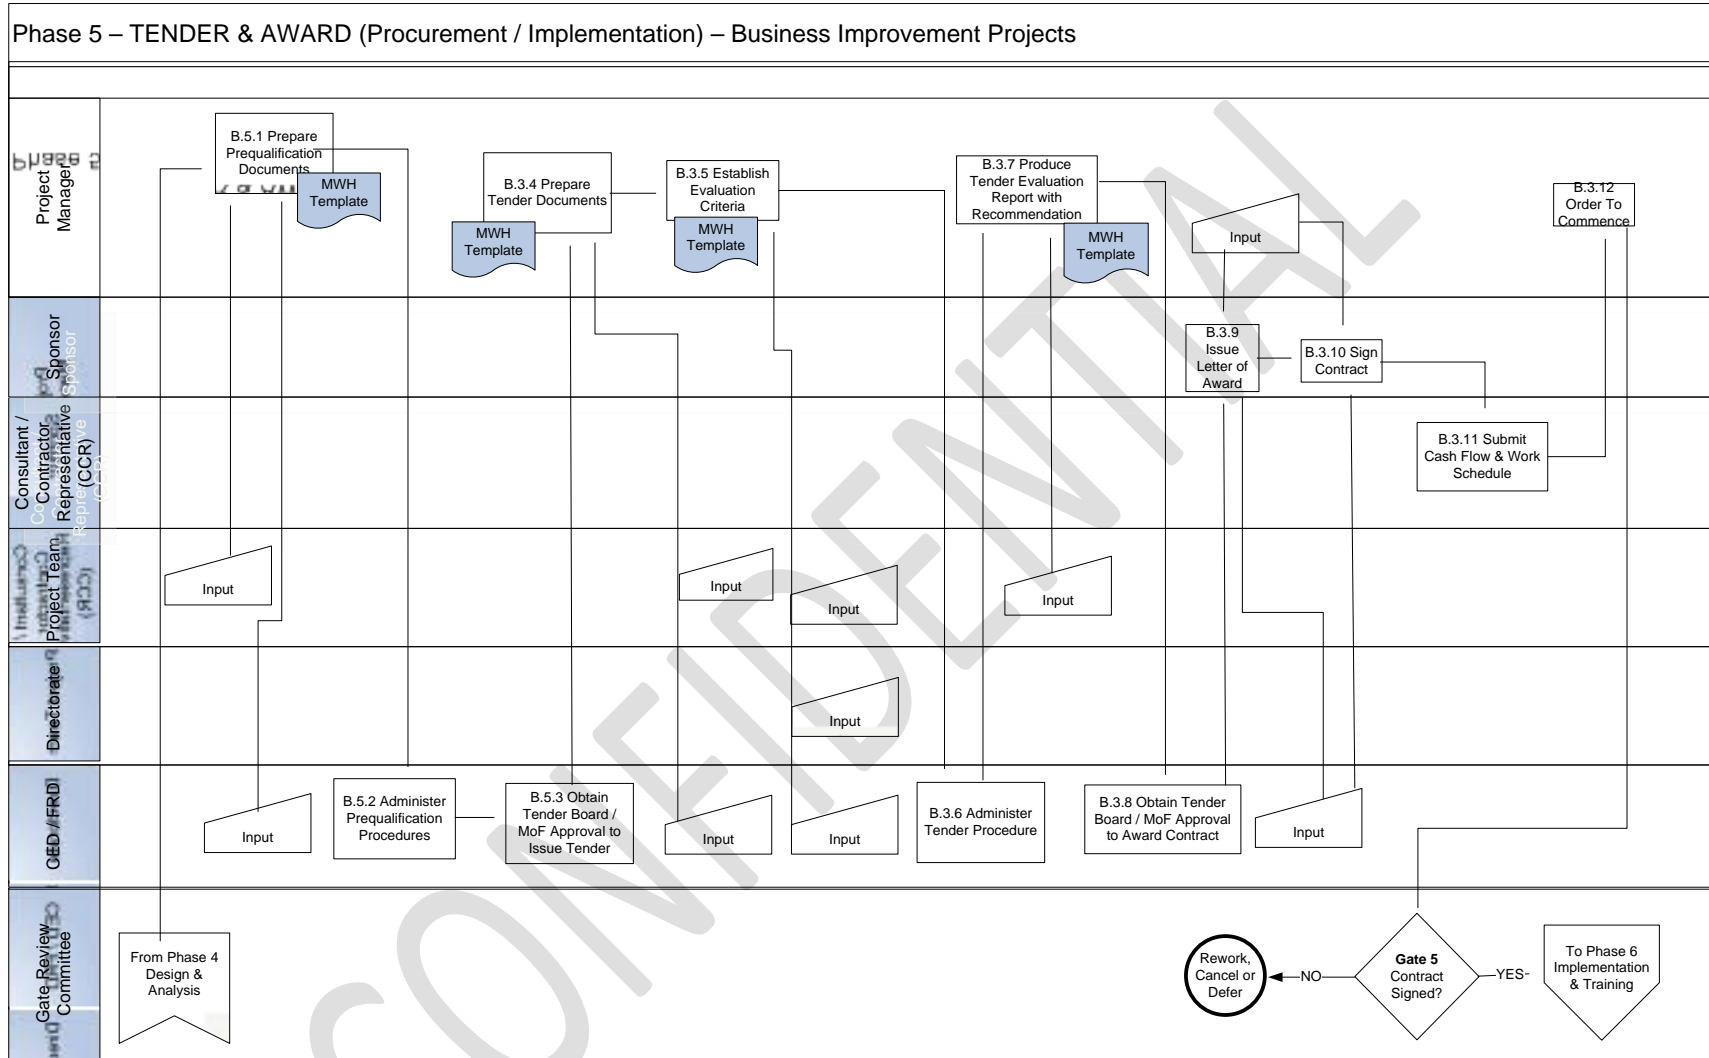 Phase 5 – TENDER & AWARD (Procurement / Implementation) – Business Improvement Projects
Project
Manager
B.5.1 Prepare
Prequalification
Documents
MWH
Template
B.3.4 Prepare
Tender Documents
MWH
Template
B.3.5 Establish
Evaluation
Criteria
MWH
Template
B.3.7 Produce
Tender Evaluation
Report with
Recommendation
MWH
Template
Input
B.3.12
Order To
Commence
Sponsor
B.3.9
Issue
Letter of
Award
B.3.10 Sign
Contract
Consultant /
Contractor
Representative
(CCR)
B.3.11 Submit
Cash Flow & Work
Schedule
Project Team
Input
Input
Input
Input
Directorate
Input
CED / FRDI
Input
B.5.2 Administer
Prequalification
Procedures
B.5.3 Obtain
Tender Board /
MoF Approval to
Issue Tender
Input
Input
B.3.6 Administer
Tender Procedure
B.3.8 Obtain Tender
Board / MoF Approval
to Award Contract
Input
Gate Review
Committee
From Phase 4
Design &
Analysis
Rework,
Cancel or
Defer
NO
Gate 5
Contract
Signed?
YES
To Phase 6
Implementation
& Training
CONFIDENTIAL